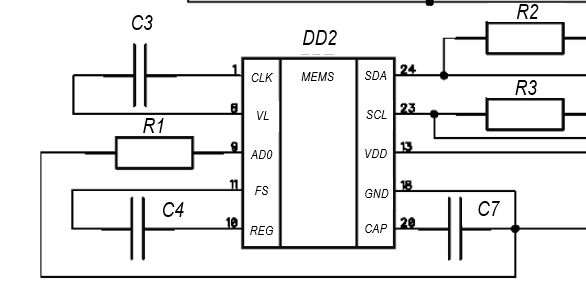 C3
R2
DD2
1
CLK
MEMS
SDA
24
8
VL
SCL
23
R3
R1
9
AD0
VDD
13
11
FS
GND
18
C4
10
REG
CAP
20
C7